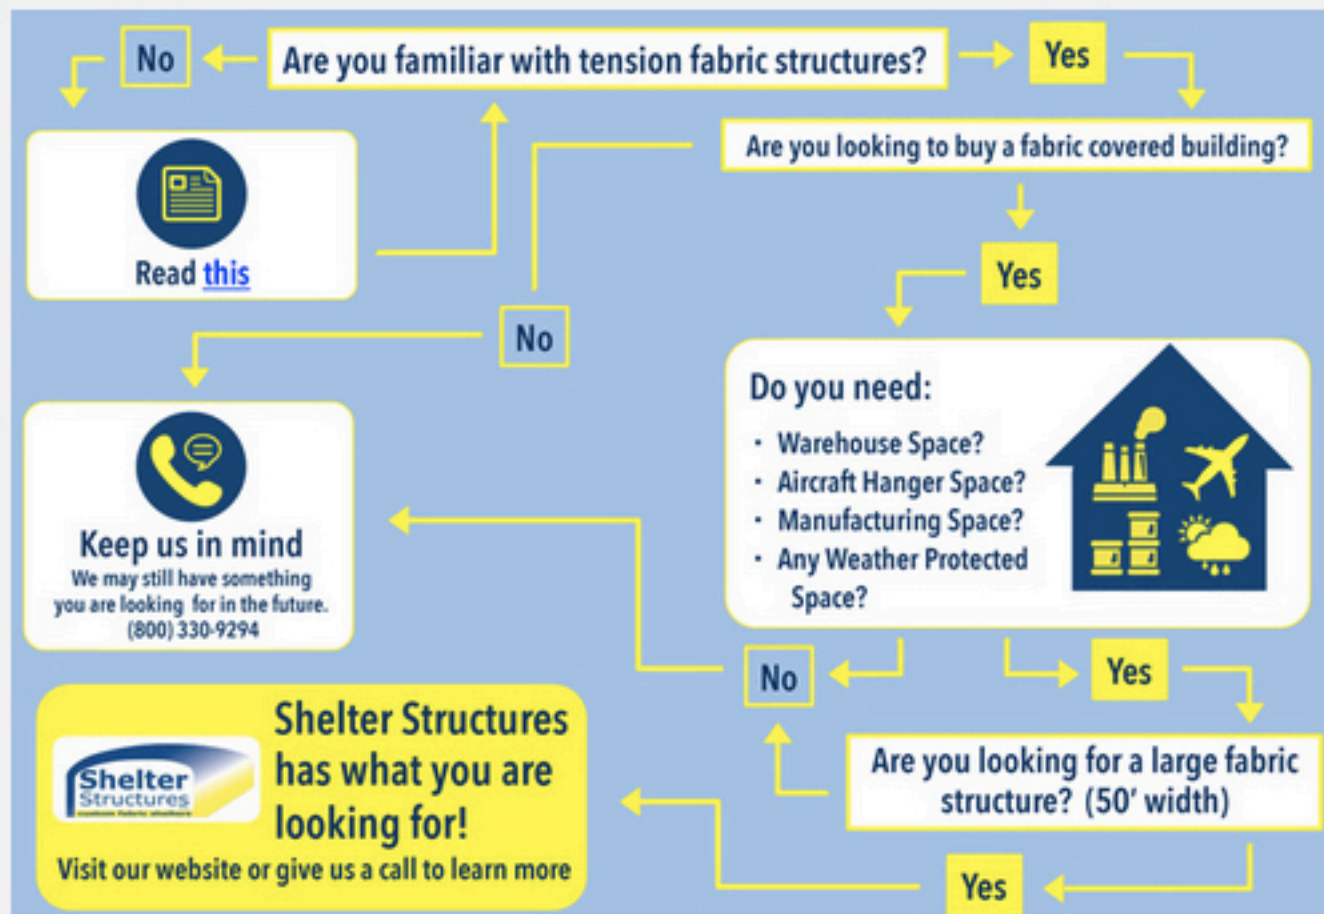 No
Are you familiar with tension fabric structures?
Yes
Are you looking to buy a fabric covered building?
Read this
Yes
No
Do you need:
· Warehouse Space?
· Aircraft Hanger Space?
· Manufacturing Space?
· Any Weather Protected
Space?
Keep us in mind
We may still have something
you are looking for in the future.
(800) 330-9294
No
Yes
Are you looking for a large fabric
structure? (50' width)
Shelter
Structures
custom fabric shelters
Shelter Structures
has what you are
looking for!
Visit our website or give us a call to learn more
Yes